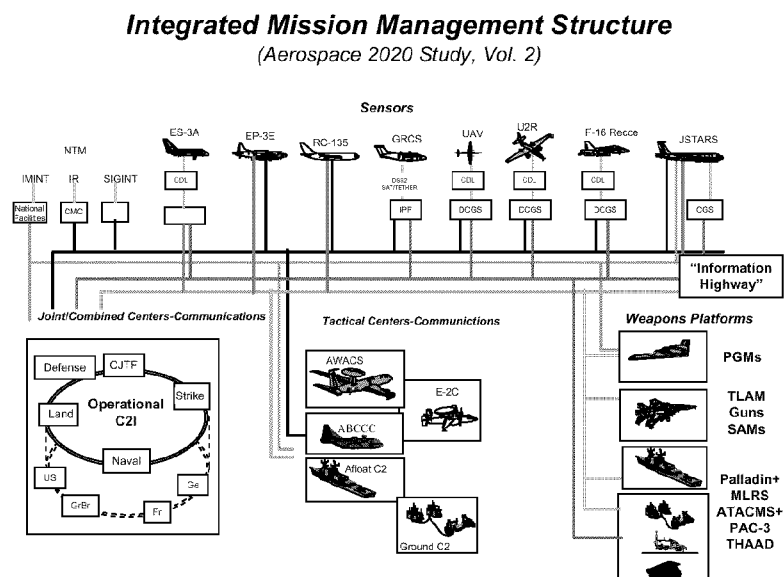 Integrated Mission Management Structure
(Aerospace 2020 Study, Vol. 2)
Sensors
NTM
ES-3A
EP-3E
RC-135
GRCS
UAV
U2R
F-16 Recce
JSTARS
IMINT
IR
SIGINT
CDL
DSS2
SAT/TETHER
CDL
CDL
CDL
National
Facilites
CMC
IPF
DCGS
DCGS
DCGS
CGS
"Information
Highway"
Joint/Combined Centers-Communications
Defense
CJTF
Strike
Operational
C2I
Land
Naval
US
GrBr
Fr
Ge
Tactical Centers-Communictions
AWACS
E-2C
ABCCC
Afloat C2
Ground C2
Weapons Platforms
PGMs
TLAM
Guns
SAMs
Palladin+
MLRS
ATACMS+
PAC-3
THAAD